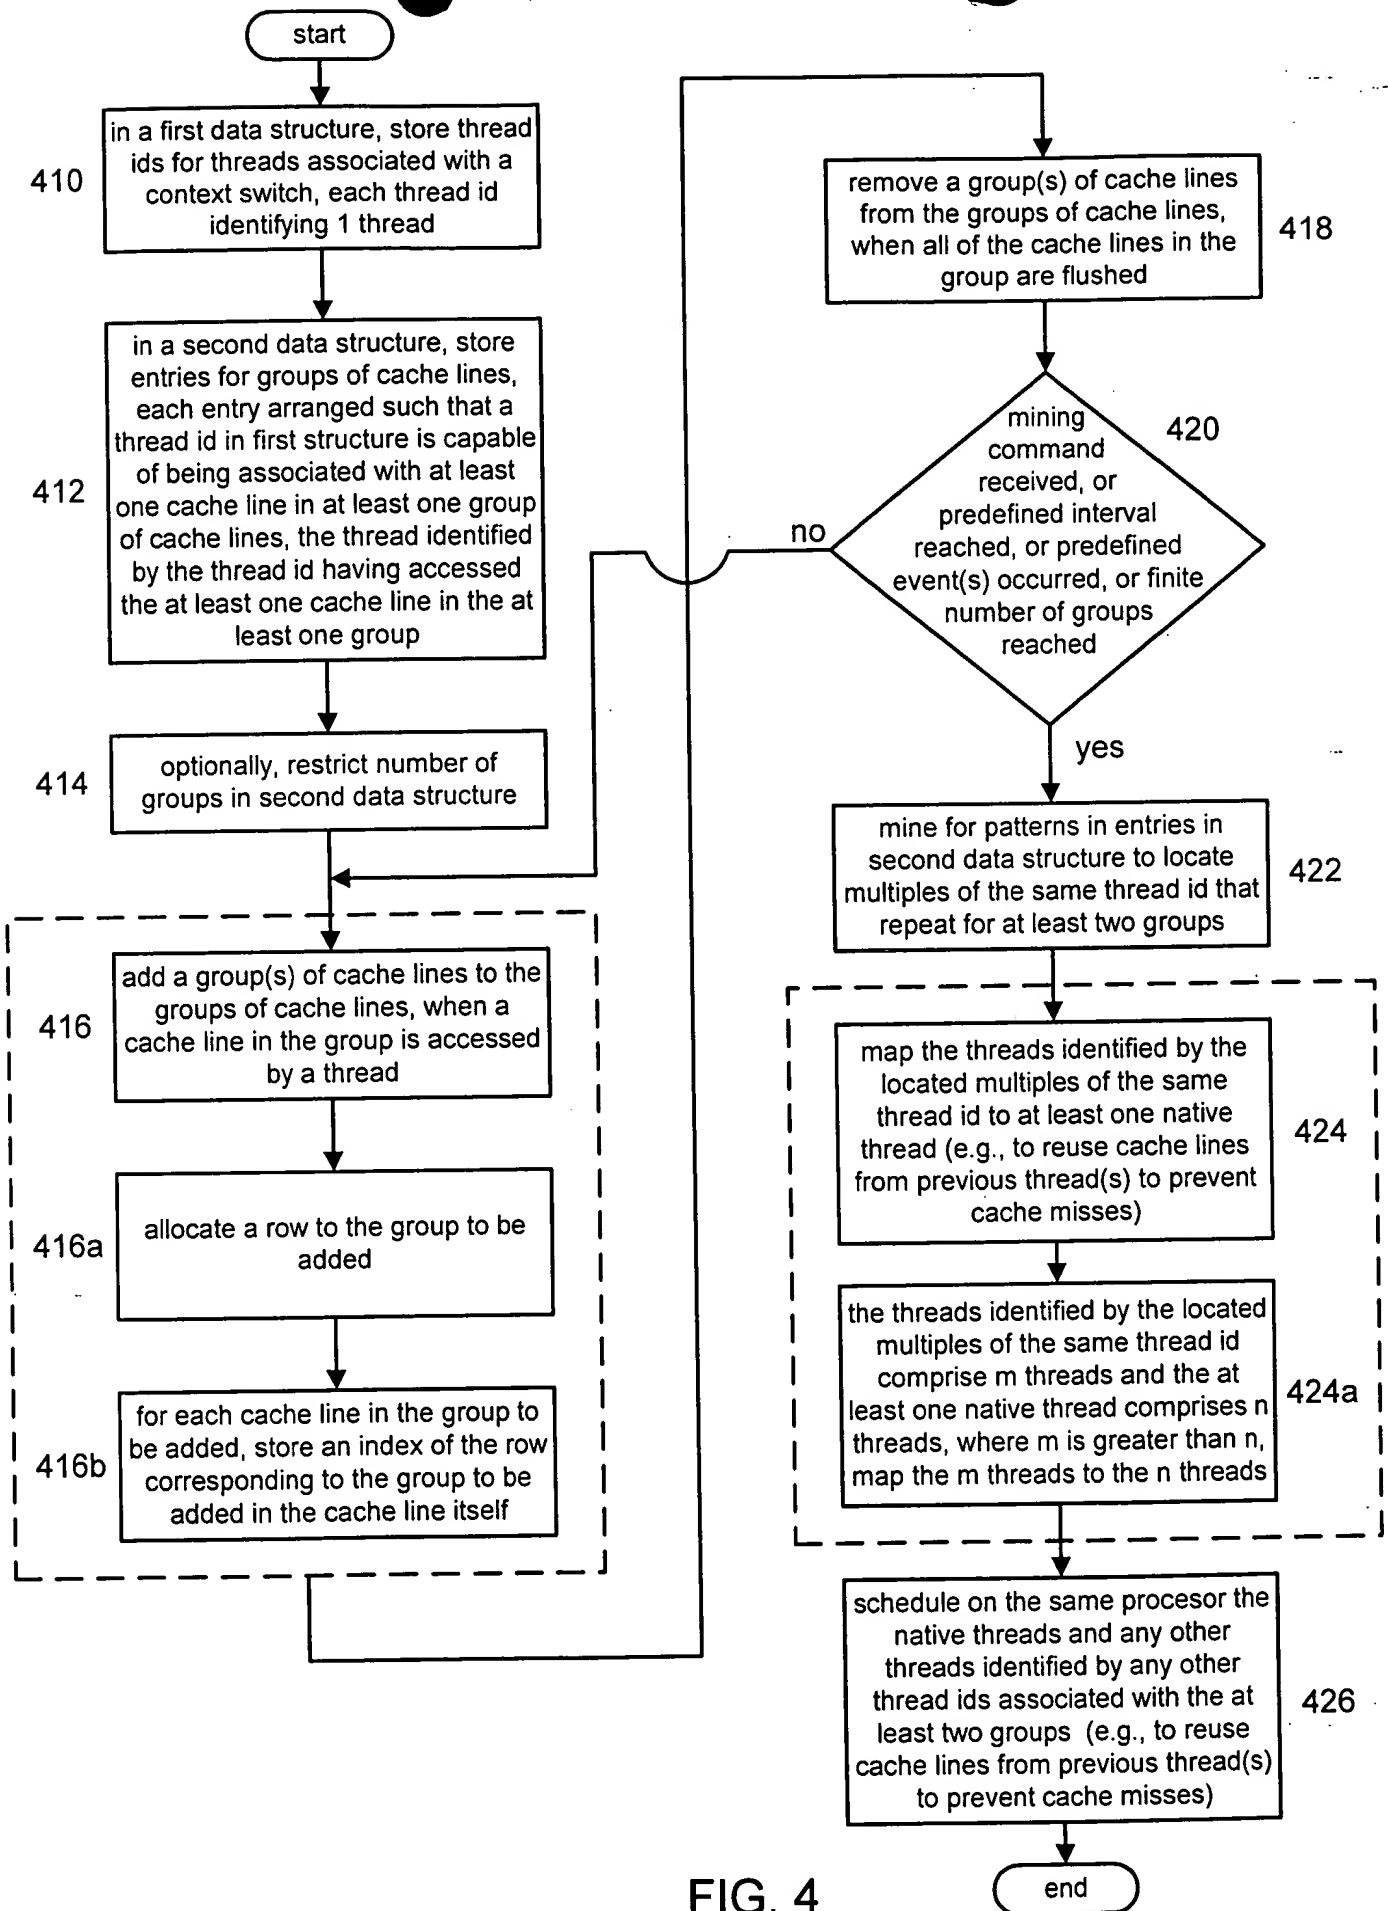 start
410
in a first data structure, store thread
ids for threads associated with a
context switch, each thread id
identifying 1 thread
412
in a second data structure, store
entries for groups of cache lines,
each entry arranged such that a
thread id in first structure is capable
of being associated with at least
one cache line in at least one group
of cache lines, the thread identified
by the thread id having accessed
the at least one cache line in the at
least one group
414
optionally, restrict number of
groups in second data structure
416
add a group(s) of cache lines to the
groups of cache lines, when a
cache line in the group is accessed
by a thread
416a
allocate a row to the group to be
added
416b
for each cache line in the group to
be added, store an index of the row
corresponding to the group to be
added in the cache line itself
remove a group(s) of cache lines
from the groups of cache lines,
when all of the cache lines in the
group are flushed
418
mining
command
received, or
predefined interval
reached, or predefined
event(s) occurred, or finite
number of groups
reached
420
no
yes
mine for patterns in entries in
second data structure to locate
multiples of the same thread id that
repeat for at least two groups
422
map the threads identified by the
located multiples of the same
thread id to at least one native
thread (e.g., to reuse cache lines
from previous thread(s) to prevent
cache misses)
424
the threads identified by the located
multiples of the same thread id
comprise m threads and the at
least one native thread comprises n
threads, where m is greater than n,
map the m threads to the n threads
424a
schedule on the same procesor the
native threads and any other
threads identified by any other
thread ids associated with the at
least two groups (e.g., to reuse
cache lines from previous thread(s)
to prevent cache misses)
426
end
FIG. 4